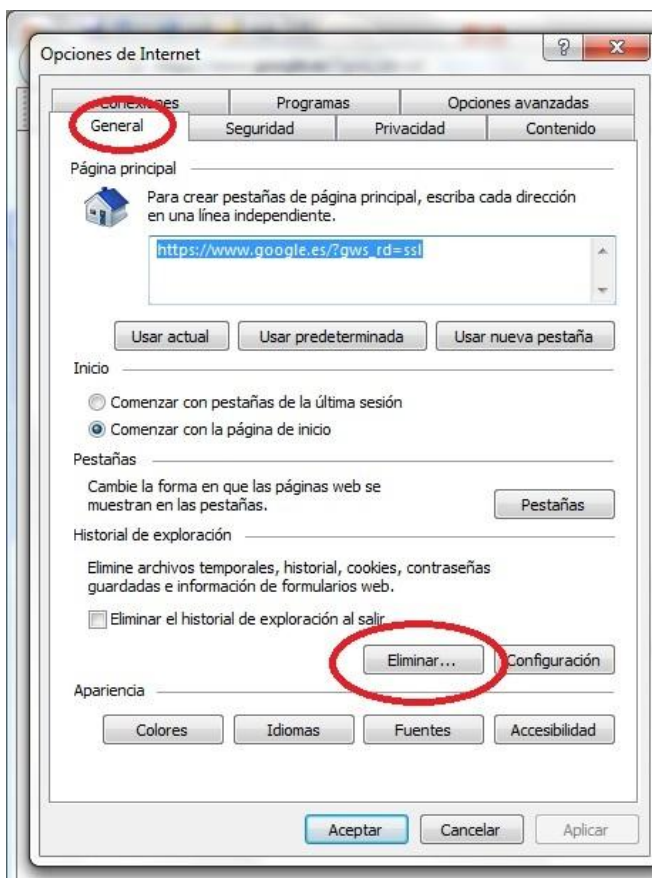 Opciones de Internet
Conexiones Programas Opciones avanzadas
General Seguridad Privacidad Contenido
Página principal
Para crear pestañas de página principal, escriba cada dirección
en una línea independiente.
https://www.google.es/?gws_rd=ssl
Usar actual Usar predeterminada Usar nueva pestaña
Inicio
Comenzar con pestañas de la última sesión
Comenzar con la página de inicio
Pestañas
Cambie la forma en que las páginas web se
muestran en las pestañas.
Pestañas
Historial de exploración
Elimine archivos temporales, historial, cookies, contraseñas
guardadas e información de formularios web.
Eliminar el historial de exploración al salir
Eliminar... Configuración
Apariencia
Colores Idiomas Fuentes Accesibilidad
Aceptar Cancelar Aplicar